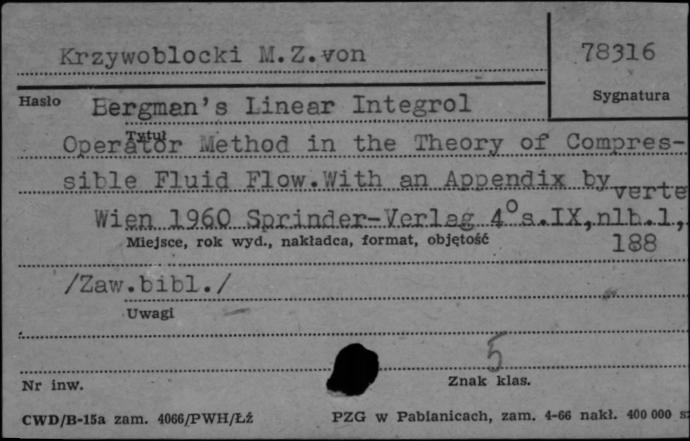 Krzywoblocki M.Z.von
78316
Hasło
Sygnatura
Bergman's Linear Integrol
Tytuł
Operator Method in the Theory of Compres-
sible Fluid Flow.With an Appendix by
verte
Wien 1960 Sprinder-Verlag 4° s.IX,nlb.1,
Miejsce, rok wyd., nakładca, format, objętość
188
/Zaw.bibl./
Uwagi
5
Nr inw.
Znak klas.
CWD/B-15a zam. 4066/PWH/Łź
PZG w Pabianicach, zam. 4-66 nakł. 400 000